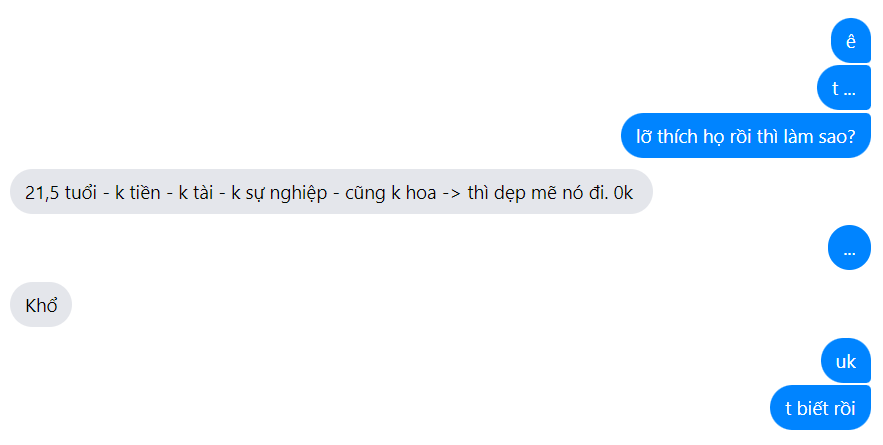 ê
t ...
lỡ thích họ rồi thì làm sao?
21,5 tuổi - k tiền - k tài - k sự nghiệp - cũng k hoa -> thì dẹp mẽ nó đi. 0k
...
Khổ
uk
t biết rồi